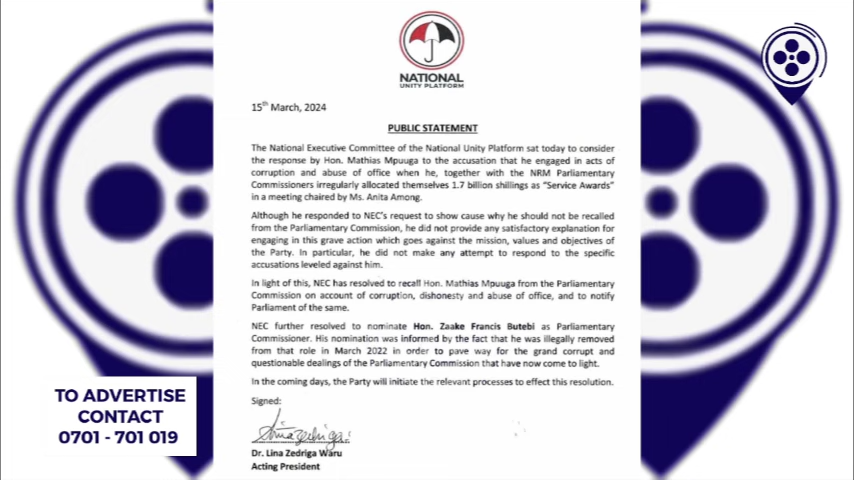 NATIONAL
UNITY PLATFORM
15th March, 2024
PUBLIC STATEMENT
The National Executive Committee of the National Unity Platform sat today to consider
the response by Hon. Mathias Mpuuga to the accusation that he engaged in acts of
corruption and abuse of office when he, together with the NRM Parliamentary
Commissioners irregularly allocated themselves 1.7 billion shillings as "Service Awards"
in a meeting chaired by Ms. Anita Among.
Although he responded to NEC's request to show cause why he should not be recalled
from the Parliamentary Commission, he did not provide any satisfactory explanation for
engaging in this grave action which goes against the mission, values and objectives of
the Party. In particular, he did not make any attempt to respond to the specific
accusations leveled against him.
In light of this, NEC has resolved to recall Hon. Mathias Mpuuga from the Parliamentary
Commission on account of corruption, dishonesty and abuse of office, and to notify
Parliament of the same.
NEC further resolved to nominate Hon. Zaake Francis Butebi as Parliamentary
Commissioner. His nomination was informed by the fact that he was illegally removed
from that role in March 2022 in order to pave way for the grand corrupt and
questionable dealings of the Parliamentary Commission that have now come to light.
In the coming days, the Party will initiate the relevant processes to effect this resolution.
Signed:
Dr. Lina Zedriga Waru
Acting President
TO ADVERTISE
CONTACT
0701 - 701 019